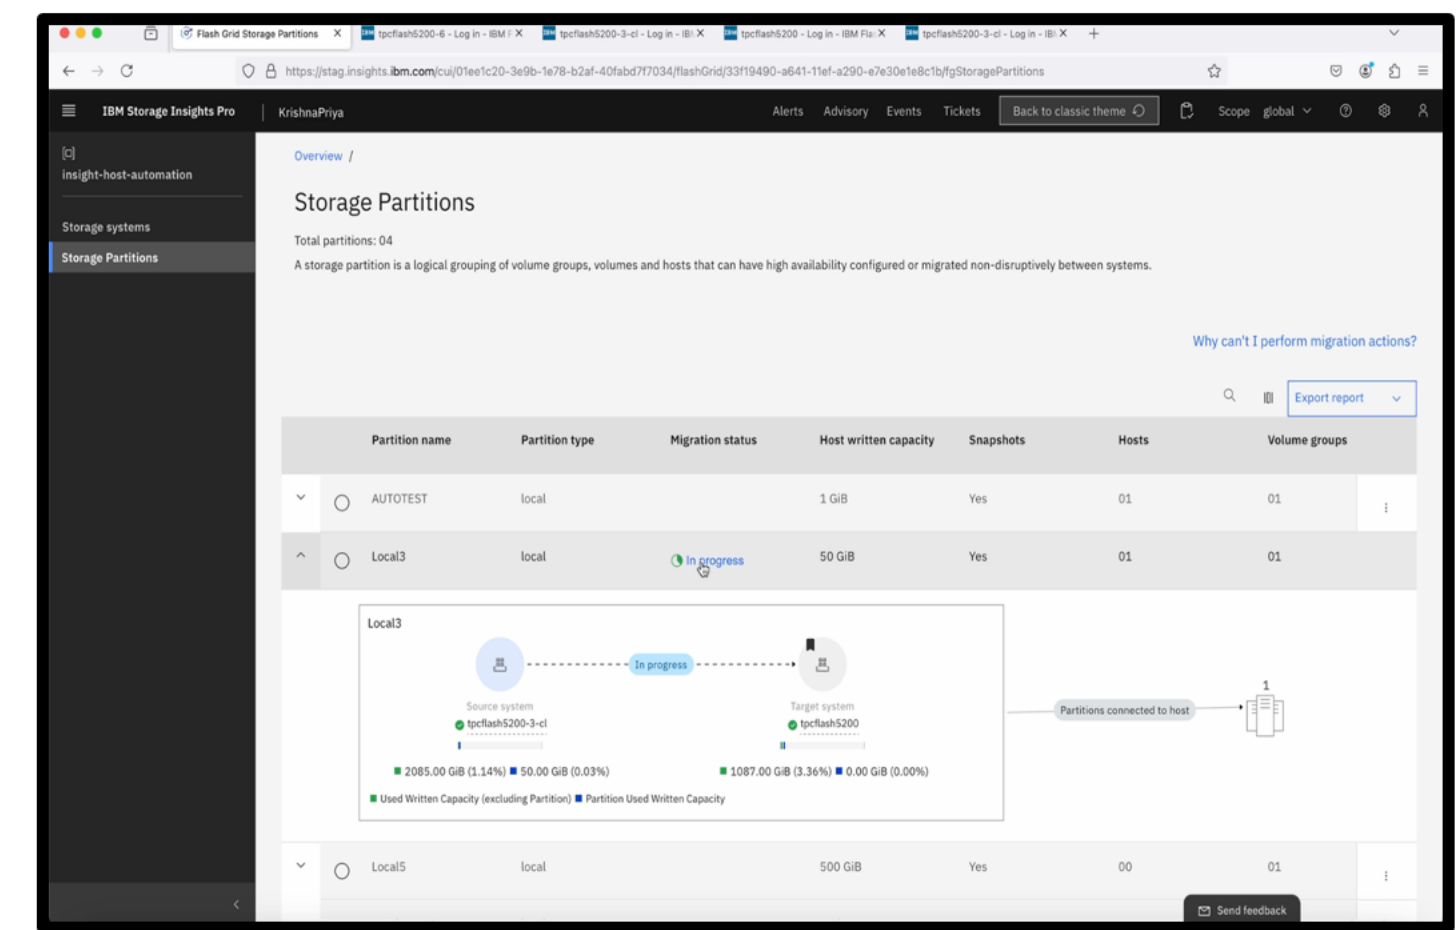 Flash Grid Storage Partitions X tpcflash5200-6 - Log in - IBM F X tpcflash5200-3-cl - Log in - IB X tpcflash5200 - Log in - IBM Fla X tpcflash5200-3-cl - Log in - IB X +
https://stag.insights.ibm.com/cui/01ee1c20-3e9b-1e78-b2af-40fabd7f7034/flashGrid/33f19490-a641-11ef-a290-e7e30e1e8c1b/fgStoragePartitions
IBM Storage Insights Pro | KrishnaPriya Alerts Advisory Events Tickets Back to classic theme Scope global
insight-host-automation
Storage systems
Storage Partitions
Overview /
Storage Partitions
Total partitions: 04
A storage partition is a logical grouping of volume groups, volumes and hosts that can have high availability configured or migrated non-disruptively between systems.
Why can't I perform migration actions?
Export report
Partition name Partition type Migration status Host written capacity Snapshots Hosts Volume groups
AUTOTEST local 1 GiB Yes 01 01
Local3 local In progress 50 GiB Yes 01 01
Local3
In progress
Source system Target system
tpcflash5200-3-cl tpcflash5200
1
Partitions connected to host
2085.00 GiB (1.14%) 50.00 GiB (0.03%) 1087.00 GiB (3.36%) 0.00 GiB (0.00%)
Used Written Capacity (excluding Partition) Partition Used Written Capacity
Local5 local 500 GiB Yes 00 01
Send feedback